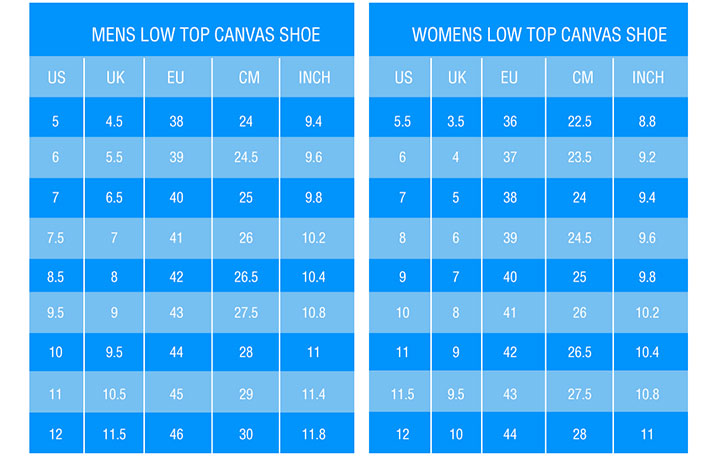 MENS LOW TOP CANVAS SHOE
US UK EU CM INCH
5 4.5 38 24 9.4
6 5.5 39 24.5 9.6
7 6.5 40 25 9.8
7.5 7 41 26 10.2
8.5 8 42 26.5 10.4
9.5 9 43 27.5 10.8
10 9.5 44 28 11
11 10.5 45 29 11.4
12 11.5 46 30 11.8
WOMENS LOW TOP CANVAS SHOE
US UK EU CM INCH
5.5 3.5 36 22.5 8.8
6 4 37 23.5 9.2
7 5 38 24 9.4
8 6 39 24.5 9.6
9 7 40 25 9.8
10 8 41 26 10.2
11 9 42 26.5 10.4
11.5 9.5 43 27.5 10.8
12 10 44 28 11